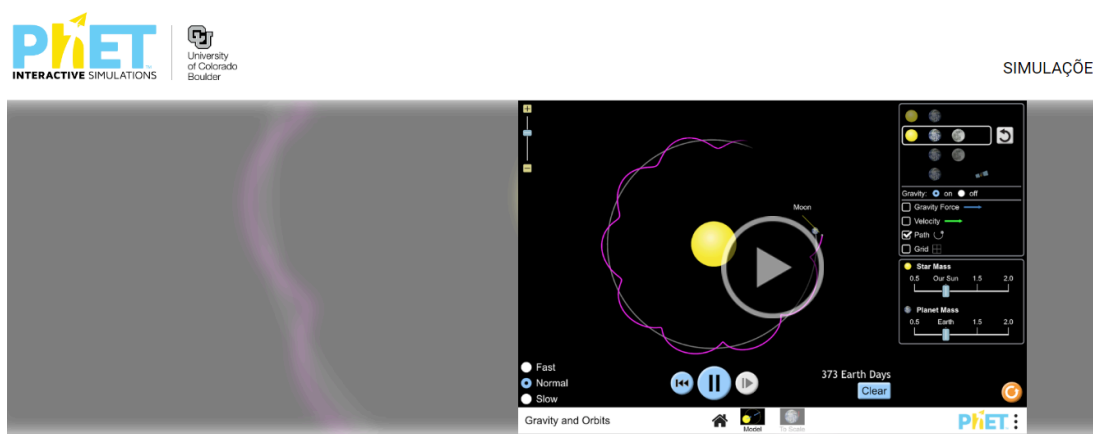 PhET
INTERACTIVE SIMULATIONS
CU
University
of Colorado
Boulder
SIMULAÇÕE
Moon
Gravity: on off
Gravity Force
Velocity
Path
Grid
Star Mass
0.5 Our Sun 1.5 2.0
Planet Mass
0.5 Earth 1.5 2.0
Fast
Normal
Slow
373 Earth Days
Clear
Gravity and Orbits
Model
To Scale
PhET